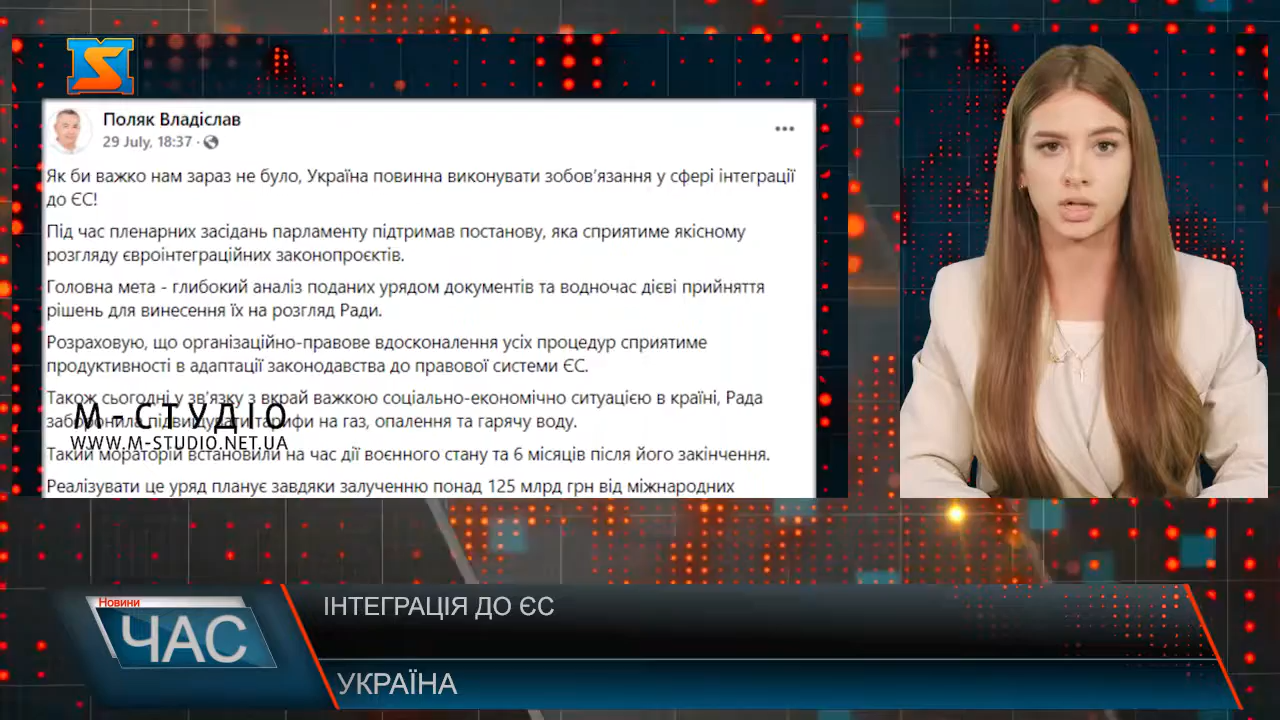 Поляк Владіслав
29 July, 18:37 ·
Як би важко нам зараз не було, Україна повинна виконувати зобов'язання у сфері інтеграції
до ЄС!
Під час пленарних засідань парламенту підтримав постанову, яка сприятиме якісному
розгляду євроінтеграційних законопроєктів.
Головна мета - глибокий аналіз поданих урядом документів та водночас дієві прийняття
рішень для винесення їх на розгляд Ради.
Розраховую, що організаційно-правове вдосконалення усіх процедур сприятиме
продуктивності в адаптації законодавства до правової системи ЄС.
Також сьогодні у зв'язку з вкрай важкою соціально-економічно ситуацією в країні, Рада
заборонила підвищувати тарифи на газ, опалення та гарячу воду.
Такий мораторій встановили на час дії воєнного стану та 6 місяців після його закінчення.
Реалізувати це уряд планує завдяки залученню понад 125 млрд грн від міжнародних
М-СТУДІО
WWW.M-STUDIO.NET.UA
Новини
ЧАС
ІНТЕГРАЦІЯ ДО ЄС
УКРАЇНА